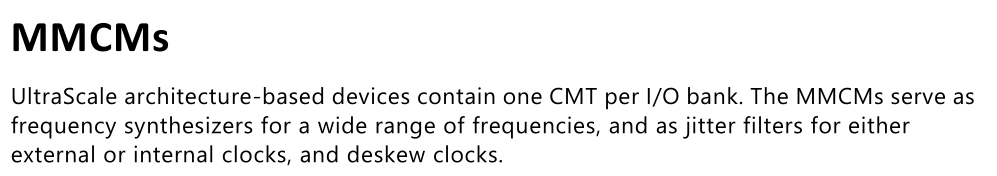 MMCMs
UltraScale architecture-based devices contain one CMT per I/O bank. The MMCMs serve as
frequency synthesizers for a wide range of frequencies, and as jitter filters for either
external or internal clocks, and deskew clocks.